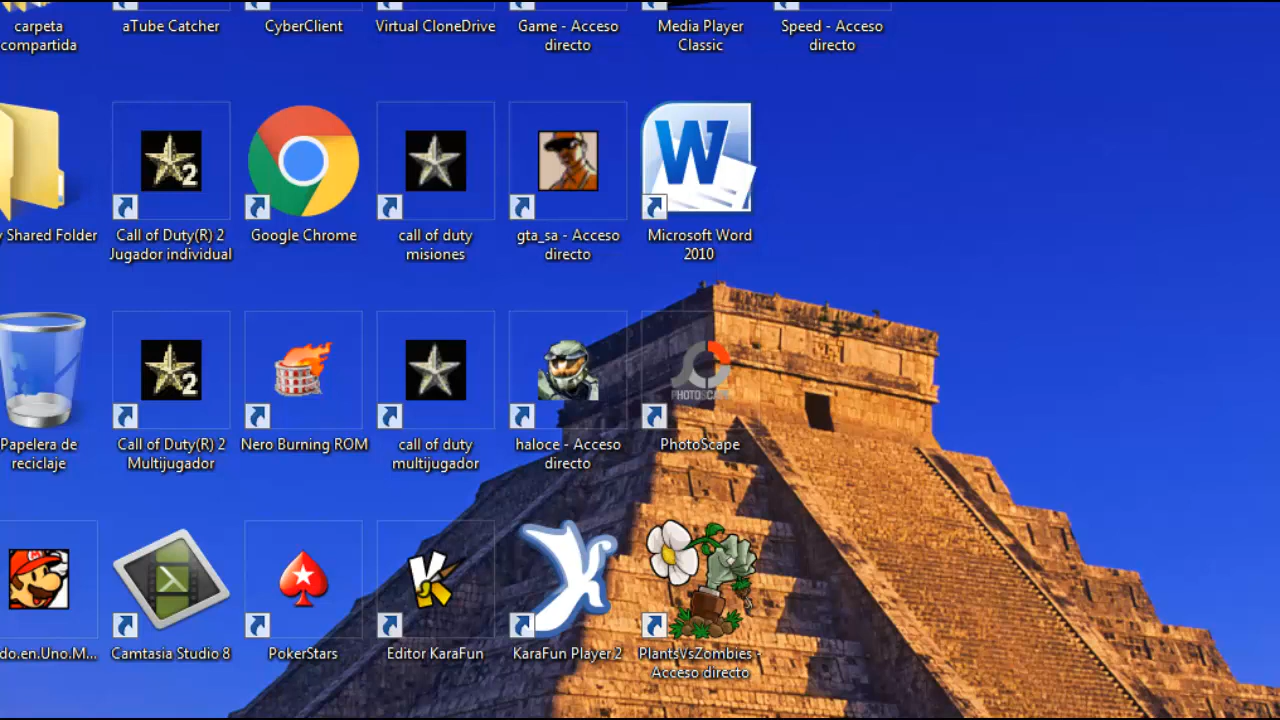 carpeta
compartida
aTube Catcher
CyberClient
Virtual CloneDrive
Game - Acceso
directo
Media Player
Classic
Speed - Acceso
directo
y Shared Folder
2
Call of Duty(R) 2
Jugador individual
Google Chrome
call of duty
misiones
gta_sa - Acceso
directo
W
Microsoft Word
2010
Papelera de
reciclaje
2
Call of Duty(R) 2
Multijugador
Nero Burning ROM
call of duty
multijugador
haloce - Acceso
directo
PHOTOSCAPE
PhotoScape
M
do.en.Uno.M...
Camtasia Studio 8
PokerStars
Editor KaraFun
KaraFun Player 2
PlantsVsZombies -
Acceso directo